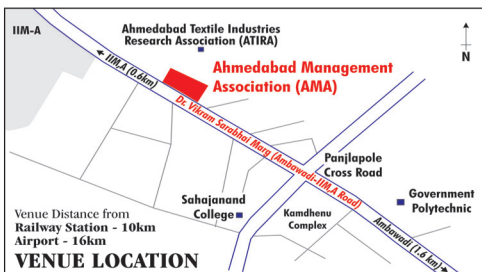 IIM-A
Ahmedabad Textile Industries
Research Association (ATIRA)
N
IIM,A (0.6km)
Ahmedabad Management
Association (AMA)
Dr. Vikram Sarabhai Marg (Ambawadi-IIM,A Road)
Panjlapole
Cross Road
Sahajanand
College
Kamdhenu
Complex
Government
Polytechnic
Ambawadi (1.6 km)
Venue Distance from
Railway Station - 10km
Airport - 16km
VENUE LOCATION